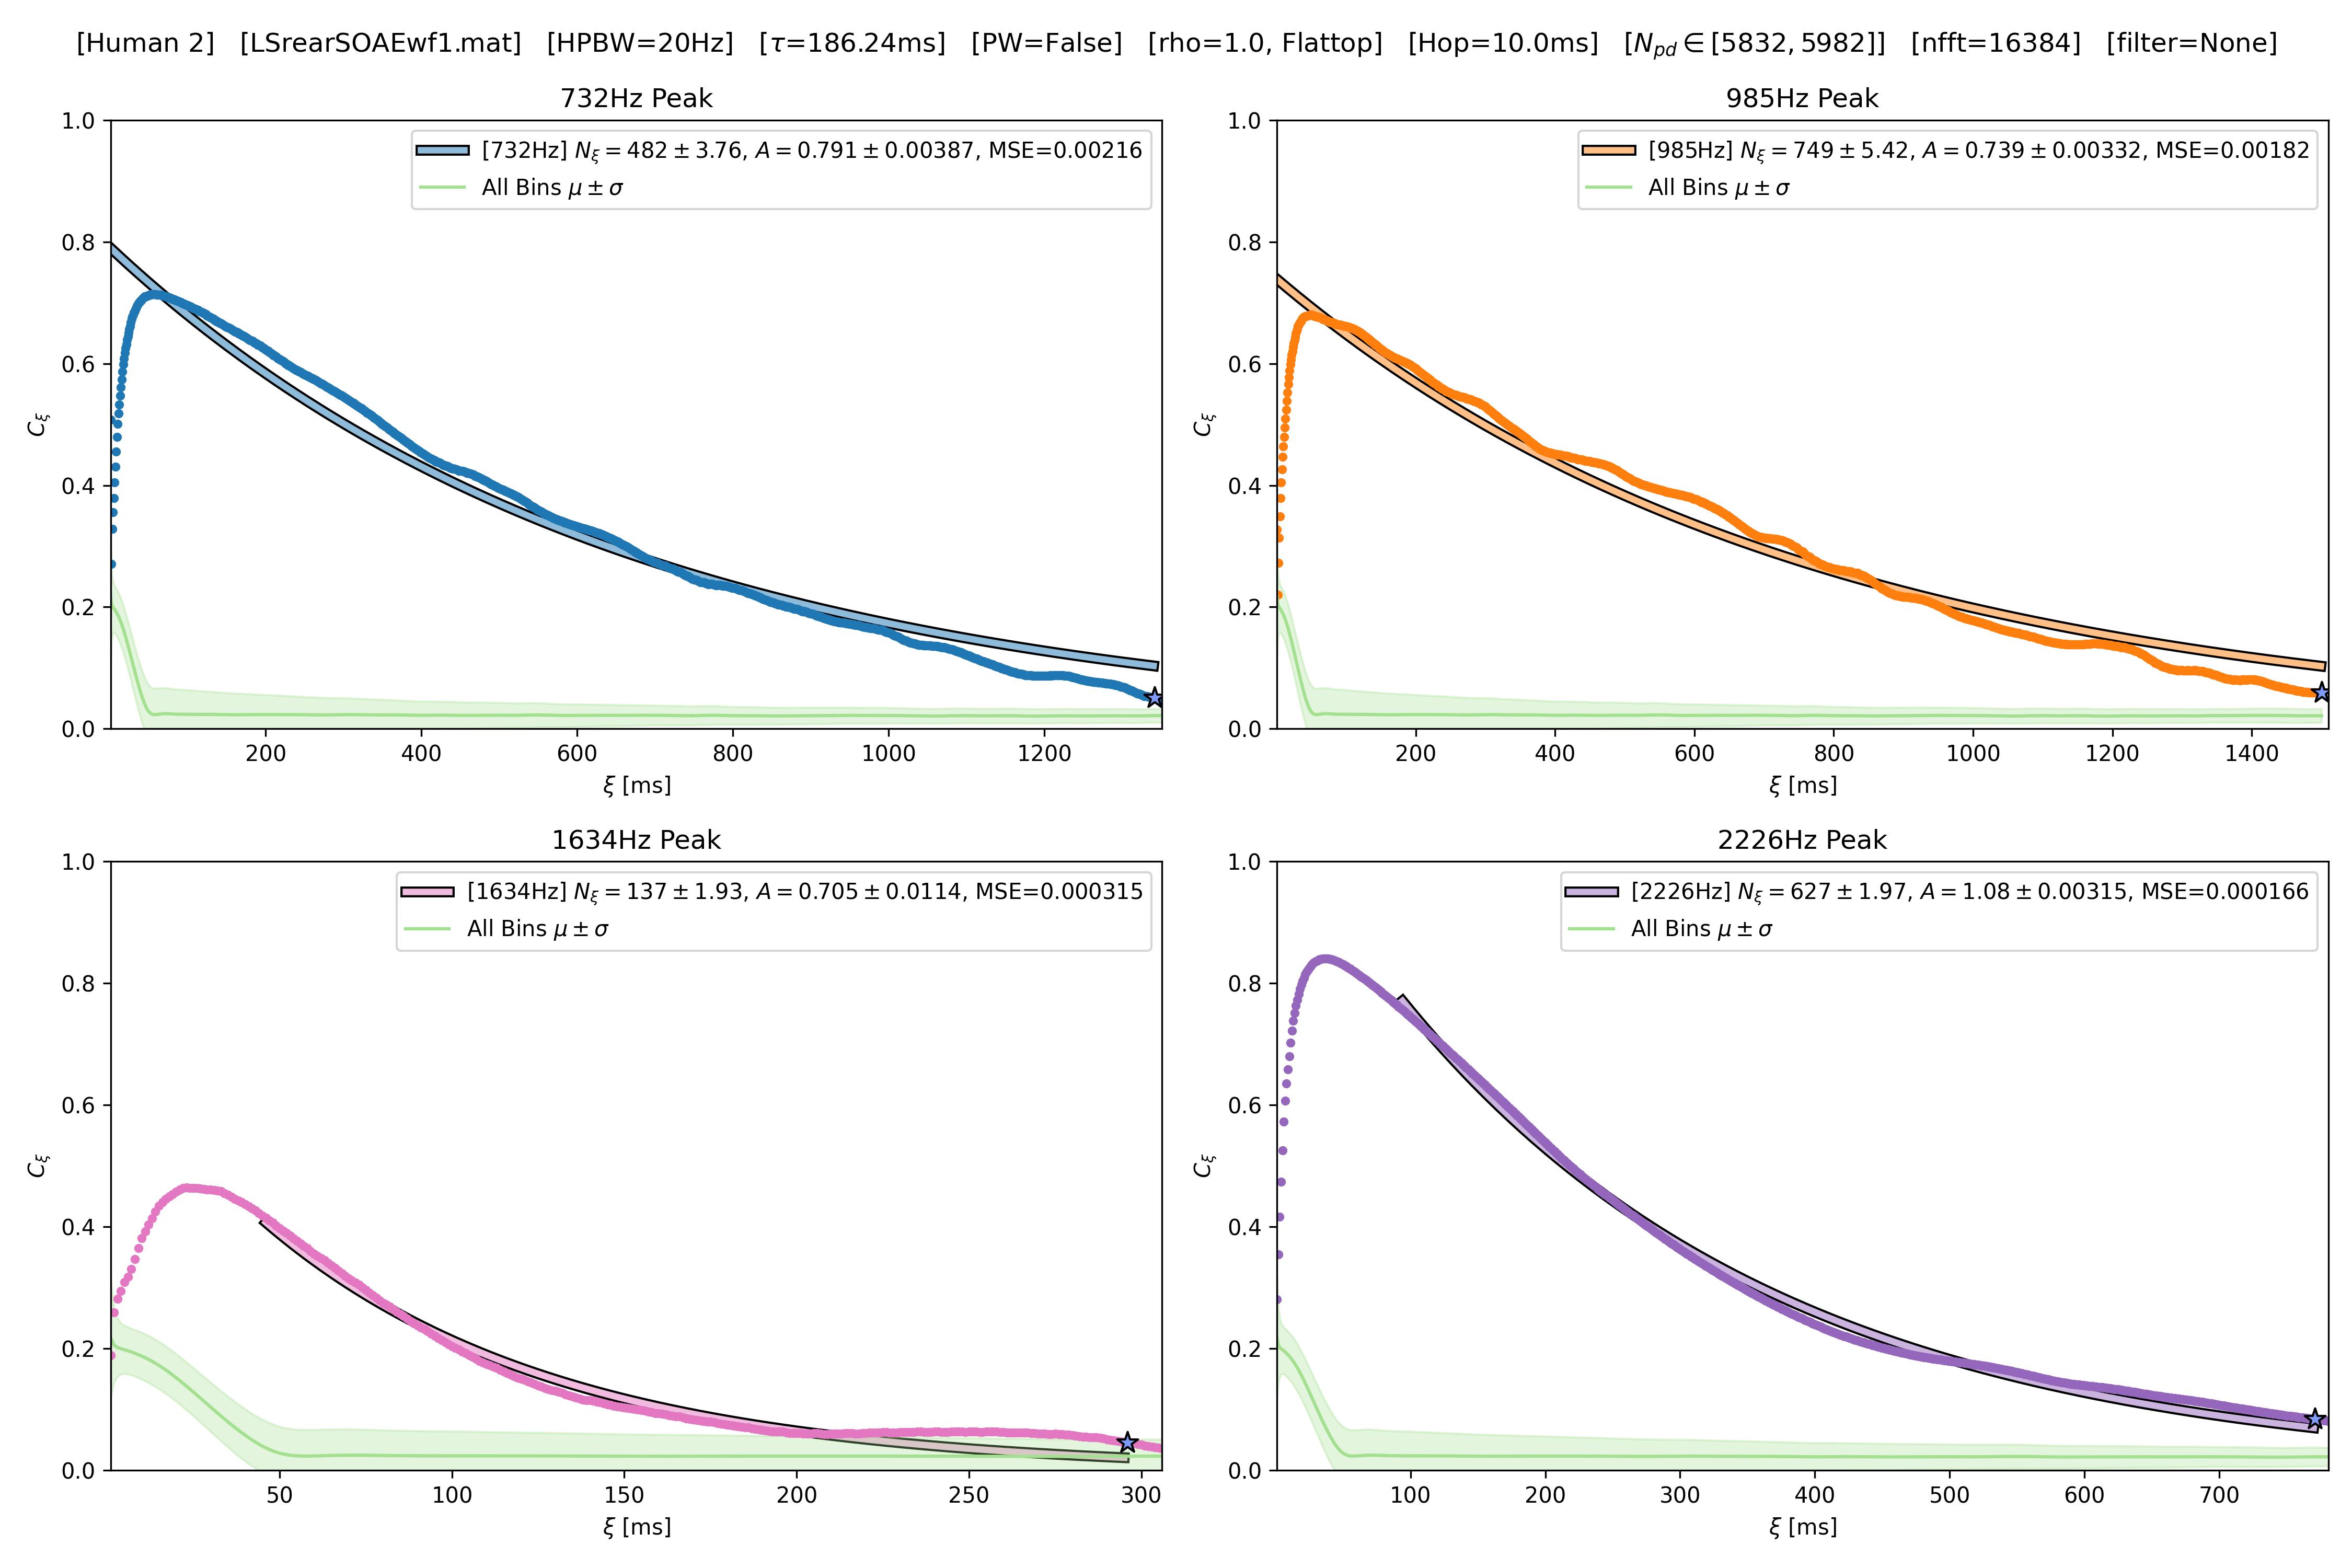 [Human 2] [LSrearSOAEwf1.mat] [HPBW=20Hz] [τ=186.24ms] [PW=False] [rho=1.0, Flattop] [Hop=10.0ms] [N_pd ∈ [5832, 5982]] [nfft=16384] [filter=None]
732Hz Peak
[732Hz] N_ξ = 482 ± 3.76, A = 0.791 ± 0.00387, MSE=0.00216
All Bins μ ± σ
C_ξ
1.0
0.8
0.6
0.4
0.2
0.0
200 400 600 800 1000 1200
ξ [ms]
985Hz Peak
[985Hz] N_ξ = 749 ± 5.42, A = 0.739 ± 0.00332, MSE=0.00182
All Bins μ ± σ
C_ξ
1.0
0.8
0.6
0.4
0.2
0.0
200 400 600 800 1000 1200 1400
ξ [ms]
1634Hz Peak
[1634Hz] N_ξ = 137 ± 1.93, A = 0.705 ± 0.0114, MSE=0.000315
All Bins μ ± σ
C_ξ
1.0
0.8
0.6
0.4
0.2
0.0
50 100 150 200 250 300
ξ [ms]
2226Hz Peak
[2226Hz] N_ξ = 627 ± 1.97, A = 1.08 ± 0.00315, MSE=0.000166
All Bins μ ± σ
C_ξ
1.0
0.8
0.6
0.4
0.2
0.0
100 200 300 400 500 600 700
ξ [ms]